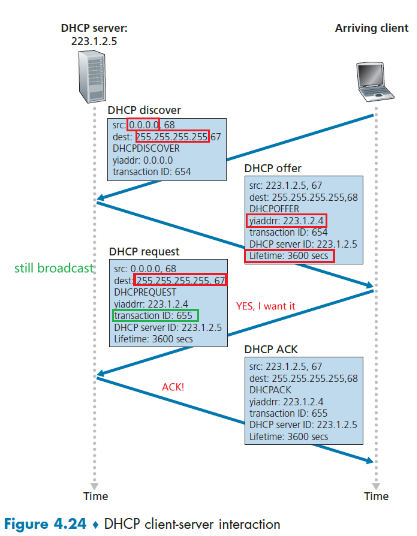 DHCP server:
223.1.2.5
Arriving client
DHCP discover
src: 0.0.0.0, 68
dest: 255.255.255.255,67
DHCPDISCOVER
yiaddr: 0.0.0.0
transaction ID: 654
DHCP offer
src: 223.1.2.5, 67
dest: 255.255.255.255,68
DHCPOFFER
yiaddrr: 223.1.2.4
transaction ID: 654
DHCP server ID: 223.1.2.5
Lifetime: 3600 secs
DHCP request
still broadcast
src: 0.0.0.0, 68
dest: 255.255.255.255, 67
DHCPREQUEST
yiaddrr: 223.1.2.4
transaction ID: 655
DHCP server ID: 223.1.2.5
Lifetime: 3600 secs
YES, I want it
DHCP ACK
src: 223.1.2.5, 67
dest: 255.255.255.255,68
DHCPACK
yiaddrr: 223.1.2.4
transaction ID: 655
DHCP server ID: 223.1.2.5
Lifetime: 3600 secs
ACK!
Time
Time
Figure 4.24 ♦ DHCP client-server interaction